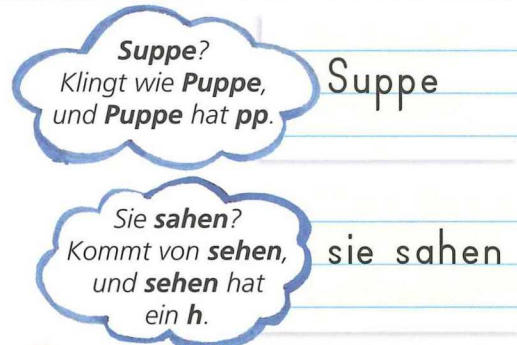 Suppe?
Klingt wie Puppe,
und Puppe hat pp.
Suppe
Sie sahen?
Kommt von sehen,
und sehen hat
ein h.
sie sahen